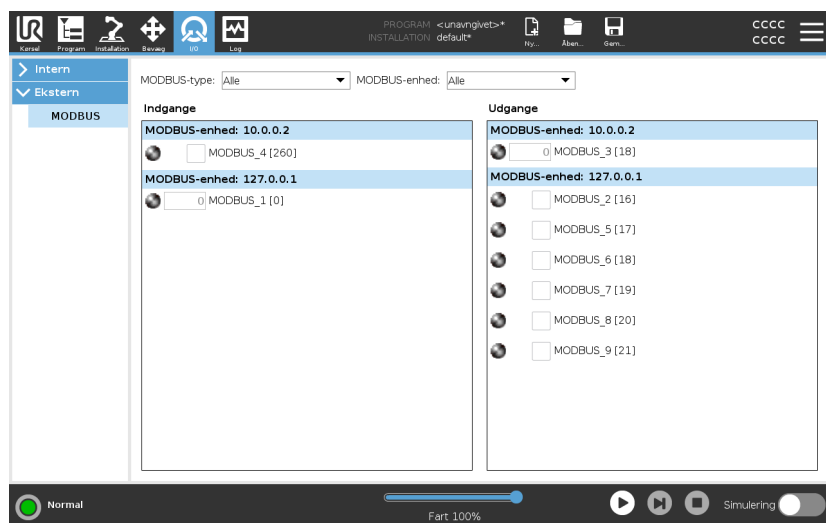 PROGRAM <unavngivet>*
INSTALLATION default*
CCCC
CCCC
Kørsel Program Installation Bevæg I/O Log Ny... Åben... Gem...
Intern
Ekstern
MODBUS
MODBUS-type: Alle MODBUS-enhed: Alle
Indgange
MODBUS-enhed: 10.0.0.2
MODBUS_4 [260]
MODBUS-enhed: 127.0.0.1
0 MODBUS_1 [0]
Udgange
MODBUS-enhed: 10.0.0.2
0 MODBUS_3 [18]
MODBUS-enhed: 127.0.0.1
MODBUS_2 [16]
MODBUS_5 [17]
MODBUS_6 [18]
MODBUS_7 [19]
MODBUS_8 [20]
MODBUS_9 [21]
Normal
Fart 100%
Simulering